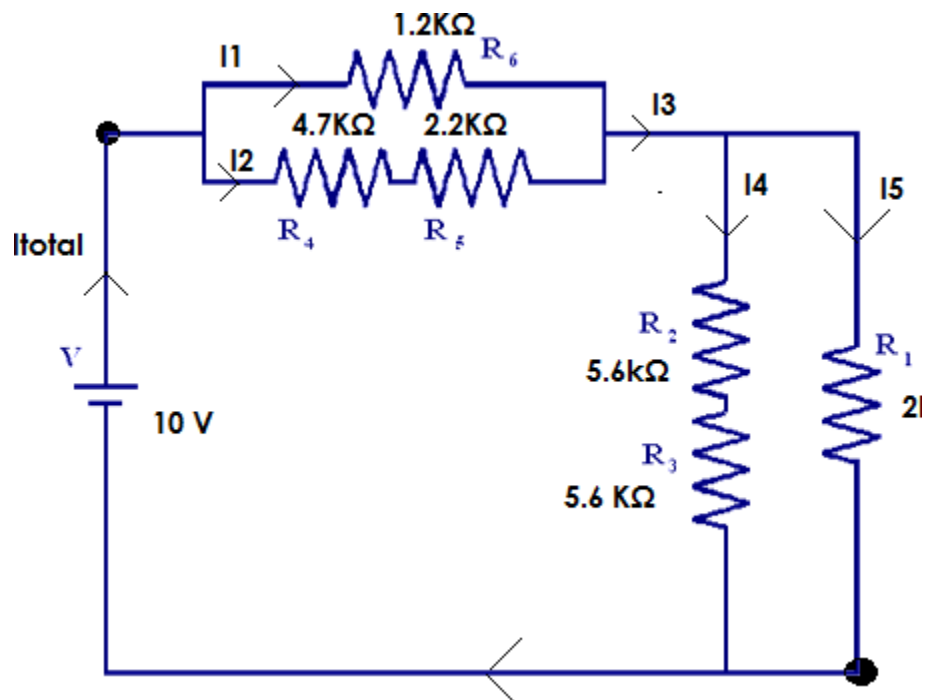 1.2KΩ
I1
R6
I3
4.7KΩ
2.2KΩ
I2
I4
I5
R4
R5
Itotal
R2
R1
V
5.6kΩ
10 V
R3
5.6 KΩ